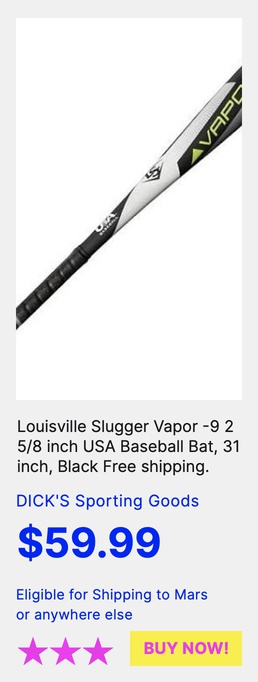 VAPO
USA
BASEBALL
Louisville Slugger Vapor -9 2
5/8 inch USA Baseball Bat, 31
inch, Black Free shipping.
DICK'S Sporting Goods
$59.99
Eligible for Shipping to Mars
or anywhere else
BUY NOW!